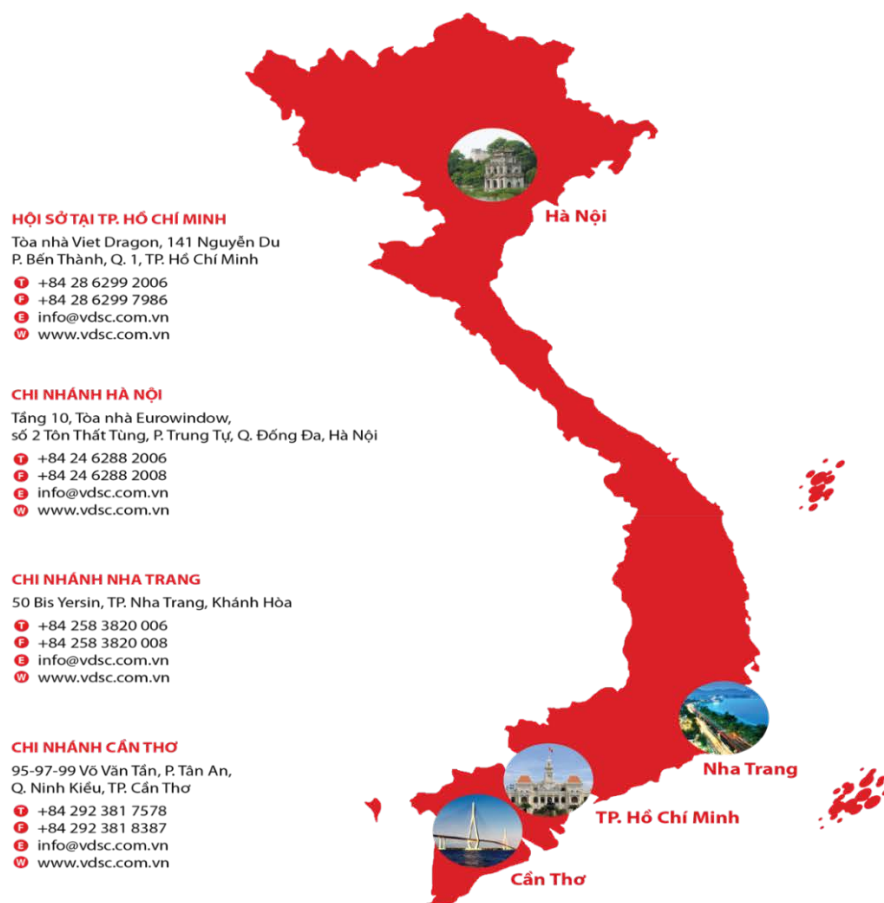 HỘI SỞ TẠI TP. HỒ CHÍ MINH
Tòa nhà Viet Dragon, 141 Nguyễn Du
P. Bến Thành, Q. 1, TP. Hồ Chí Minh
T +84 28 6299 2006
F +84 28 6299 7986
E info@vdsc.com.vn
W www.vdsc.com.vn
CHI NHÁNH HÀ NỘI
Tầng 10, Tòa nhà Eurowindow,
số 2 Tôn Thất Tùng, P. Trung Tự, Q. Đống Đa, Hà Nội
T +84 24 6288 2006
F +84 24 6288 2008
E info@vdsc.com.vn
W www.vdsc.com.vn
CHI NHÁNH NHA TRANG
50 Bis Yersin, TP. Nha Trang, Khánh Hòa
T +84 258 3820 006
F +84 258 3820 008
E info@vdsc.com.vn
W www.vdsc.com.vn
CHI NHÁNH CẦN THƠ
95-97-99 Võ Văn Tần, P. Tân An,
Q. Ninh Kiều, TP. Cần Thơ
T +84 292 381 7578
F +84 292 381 8387
E info@vdsc.com.vn
W www.vdsc.com.vn
Hà Nội
Nha Trang
TP. Hồ Chí Minh
Cần Thơ